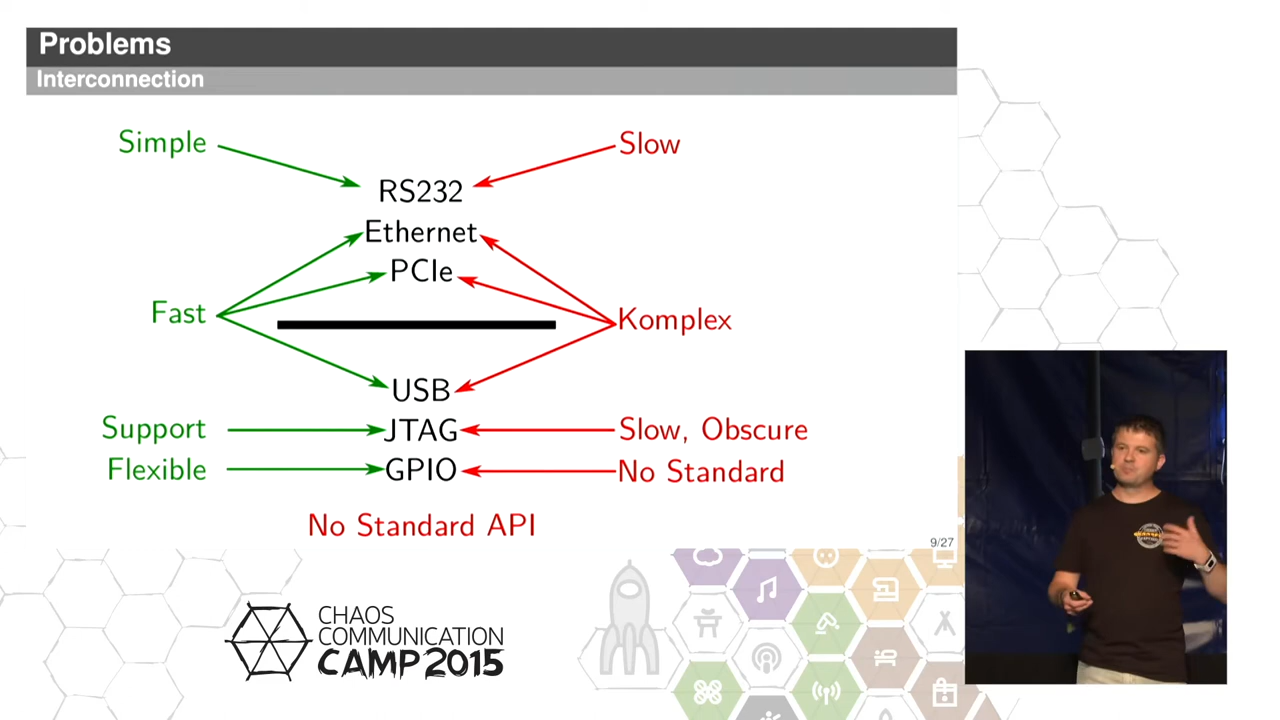 Problems
Interconnection
Simple
Slow
RS232
Ethernet
PCIe
Fast
Komplex
USB
Support
JTAG
Slow, Obscure
Flexible
GPIO
No Standard
No Standard API
9/27
CHAOS
COMMUNICATION
CAMP 2015